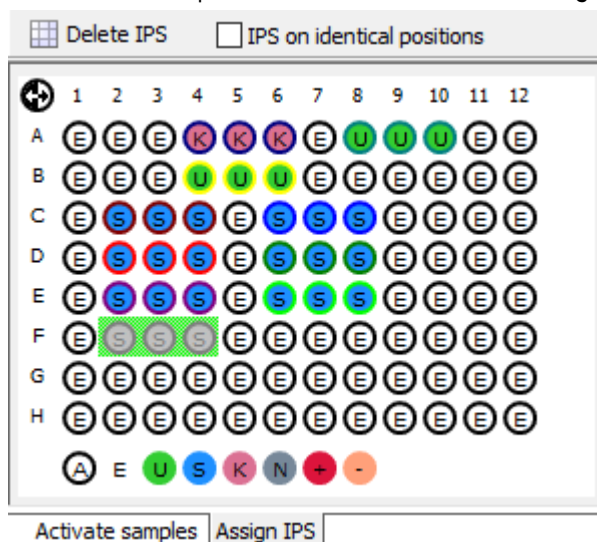 Delete IPS IPS on identical positions
1 2 3 4 5 6 7 8 9 10 11 12
A E E E K K K E U U U E E
B E E E U U U E E E E E E
C E S S S E S S S E E E E
D E S S S E S S S E E E E
E E S S S E S S S E E E E
F E S S S E E E E E E E E
G E E E E E E E E E E E E
H E E E E E E E E E E E E
A E U S K N + -
Activate samples Assign IPS